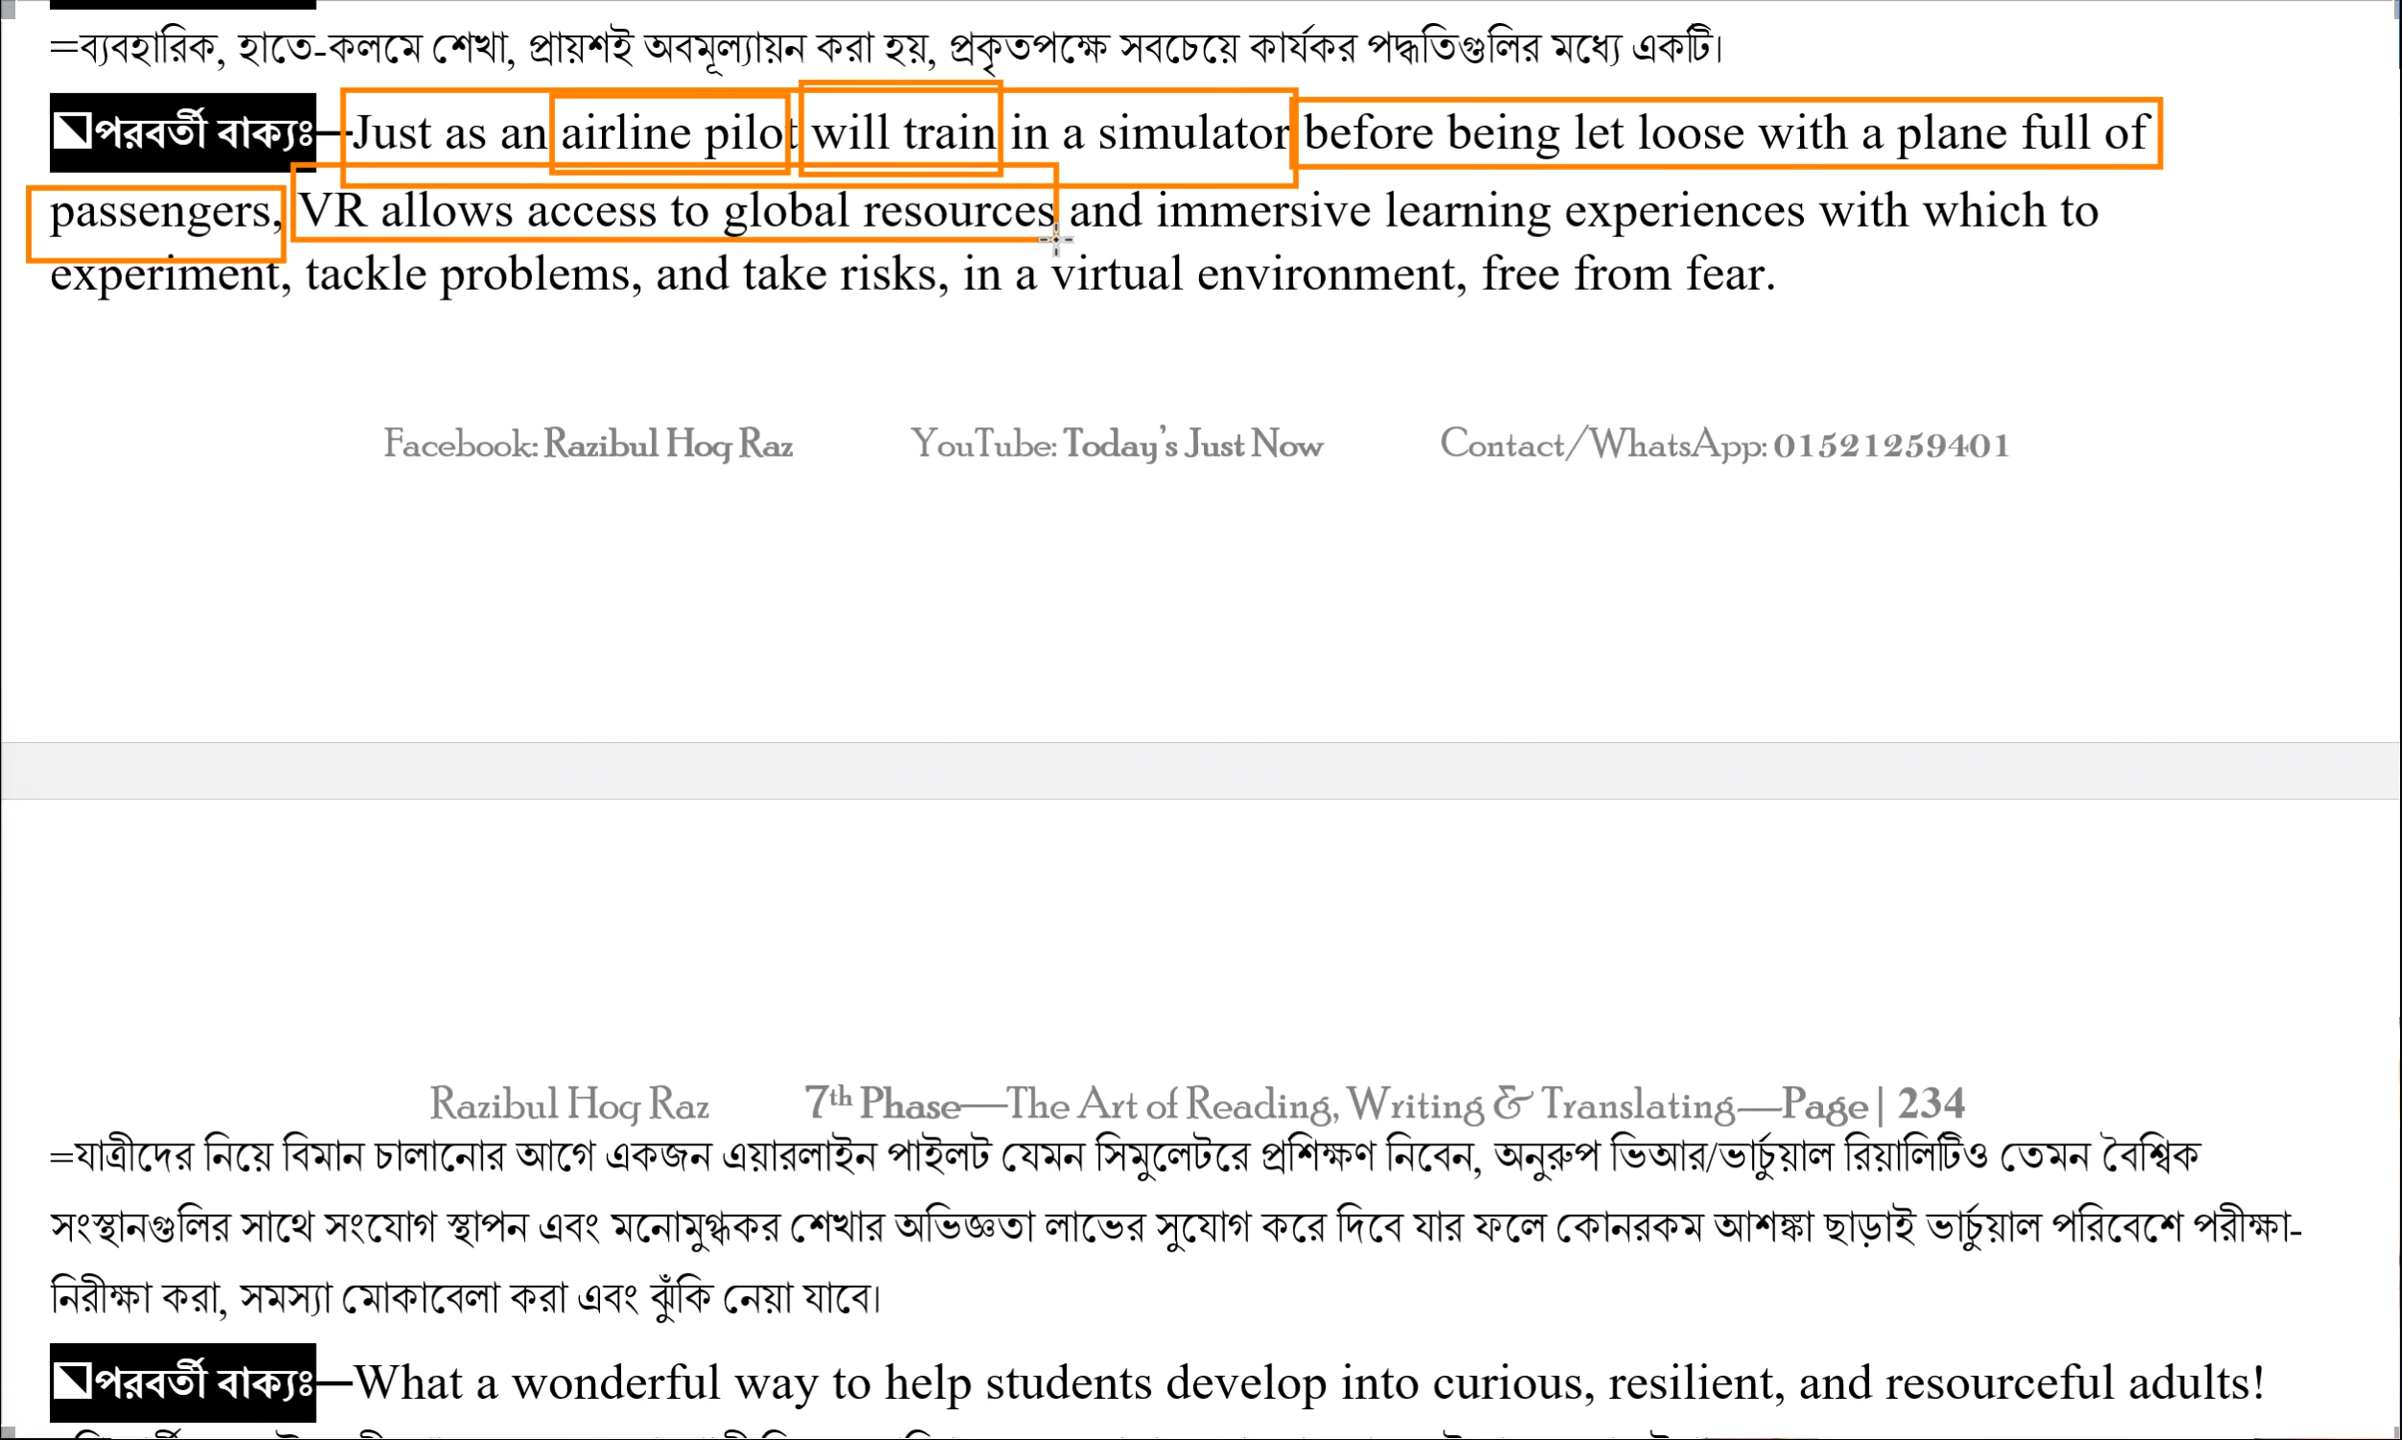 =ব্যবহারিক, হাতে-কলমে শেখা, প্রায়শই অবমূল্যায়ন করা হয়, প্রকৃতপক্ষে সবচেয়ে কার্যকর পদ্ধতিগুলির মধ্যে একটি।
পরবর্তী বাক্যঃ—Just as an airline pilot will train in a simulator before being let loose with a plane full of
passengers, VR allows access to global resources and immersive learning experiences with which to
experiment, tackle problems, and take risks, in a virtual environment, free from fear.
Facebook: Razibul Hoq Raz YouTube: Today's Just Now Contact/WhatsApp: 01521259401
Razibul Hoq Raz 7th Phase—The Art of Reading, Writing & Translating—Page | 234
=যাত্রীদের নিয়ে বিমান চালানোর আগে একজন এয়ারলাইন পাইলট যেমন সিমুলেটরে প্রশিক্ষণ নিবেন, অনুরুপ ভিআর/ভার্চুয়াল রিয়ালিটিও তেমন বৈশ্বিক
সংস্থানগুলির সাথে সংযোগ স্থাপন এবং মনোমুগ্ধকর শেখার অভিজ্ঞতা লাভের সুযোগ করে দিবে যার ফলে কোনরকম আশঙ্কা ছাড়াই ভার্চুয়াল পরিবেশে পরীক্ষা-
নিরীক্ষা করা, সমস্যা মোকাবেলা করা এবং ঝুঁকি নেয়া যাবে।
পরবর্তী বাক্যঃ—What a wonderful way to help students develop into curious, resilient, and resourceful adults!